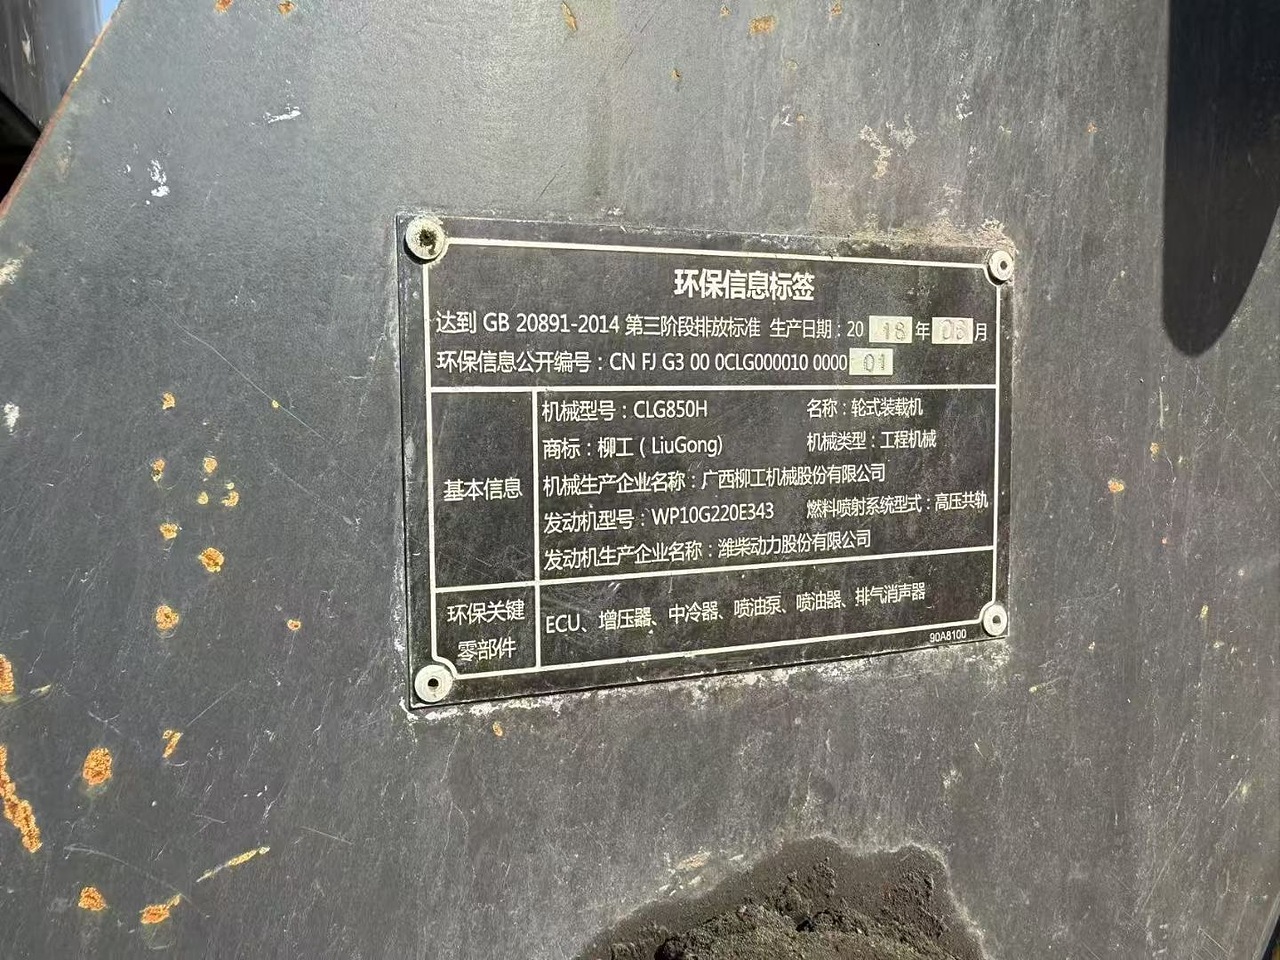 环保信息标签
达到 GB 20891-2014 第三阶段排放标准 生产日期：20 18 年 06 月
环保信息公开编号：CN FJ G3 00 0CLG000010 0000 01
基本信息
机械型号：CLG850H 名称：轮式装载机
商标：柳工（LiuGong） 机械类型：工程机械
机械生产企业名称：广西柳工机械股份有限公司
发动机型号：WP10G220E343 燃料喷射系统型式：高压共轨
发动机生产企业名称：潍柴动力股份有限公司
环保关键
零部件
ECU、增压器、中冷器、喷油泵、喷油器、排气消声器
90A8100